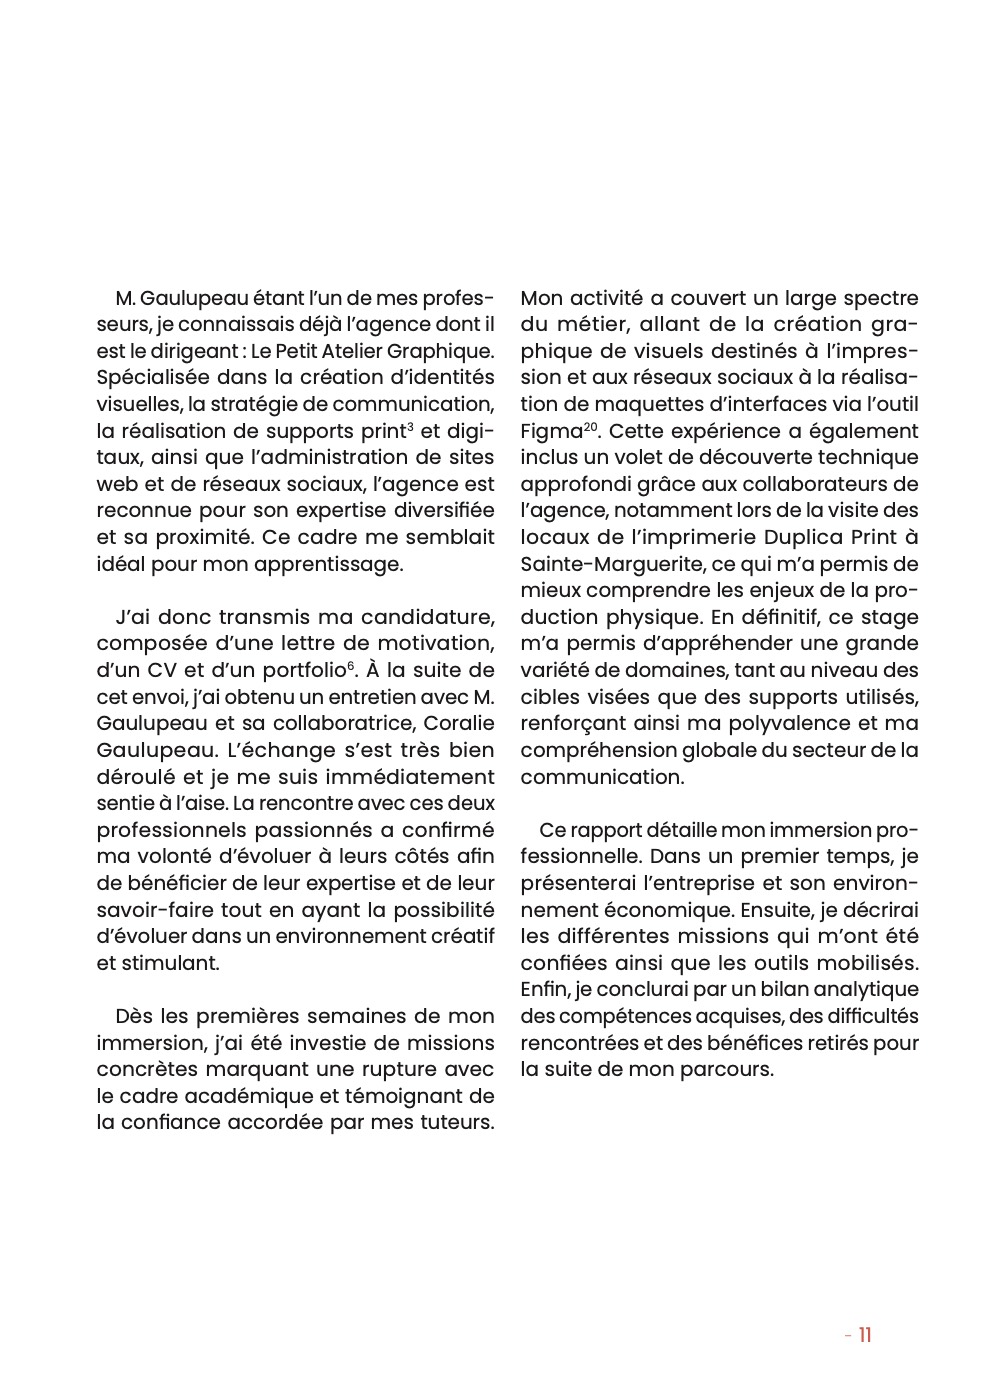 M. Gaulupeau étant l’un de mes profes-
seurs, je connaissais déjà l’agence dont il
est le dirigeant : Le Petit Atelier Graphique.
Spécialisée dans la création d’identités
visuelles, la stratégie de communication,
la réalisation de supports print³ et digi-
taux, ainsi que l’administration de sites
web et de réseaux sociaux, l’agence est
reconnue pour son expertise diversifiée
et sa proximité. Ce cadre me semblait
idéal pour mon apprentissage.
J’ai donc transmis ma candidature,
composée d’une lettre de motivation,
d’un CV et d’un portfolio⁶. À la suite de
cet envoi, j’ai obtenu un entretien avec M.
Gaulupeau et sa collaboratrice, Coralie
Gaulupeau. L’échange s’est très bien
déroulé et je me suis immédiatement
sentie à l’aise. La rencontre avec ces deux
professionnels passionnés a confirmé
ma volonté d’évoluer à leurs côtés afin
de bénéficier de leur expertise et de leur
savoir-faire tout en ayant la possibilité
d’évoluer dans un environnement créatif
et stimulant.
Dès les premières semaines de mon
immersion, j’ai été investie de missions
concrètes marquant une rupture avec
le cadre académique et témoignant de
la confiance accordée par mes tuteurs.
Mon activité a couvert un large spectre
du métier, allant de la création gra-
phique de visuels destinés à l’impres-
sion et aux réseaux sociaux à la réalisa-
tion de maquettes d’interfaces via l’outil
Figma²⁰. Cette expérience a également
inclus un volet de découverte technique
approfondi grâce aux collaborateurs de
l’agence, notamment lors de la visite des
locaux de l’imprimerie Duplica Print à
Sainte-Marguerite, ce qui m’a permis de
mieux comprendre les enjeux de la pro-
duction physique. En définitif, ce stage
m’a permis d’appréhender une grande
variété de domaines, tant au niveau des
cibles visées que des supports utilisés,
renforçant ainsi ma polyvalence et ma
compréhension globale du secteur de la
communication.
Ce rapport détaille mon immersion pro-
fessionnelle. Dans un premier temps, je
présenterai l’entreprise et son environ-
nement économique. Ensuite, je décrirai
les différentes missions qui m’ont été
confiées ainsi que les outils mobilisés.
Enfin, je conclurai par un bilan analytique
des compétences acquises, des difficultés
rencontrées et des bénéfices retirés pour
la suite de mon parcours.
- 11